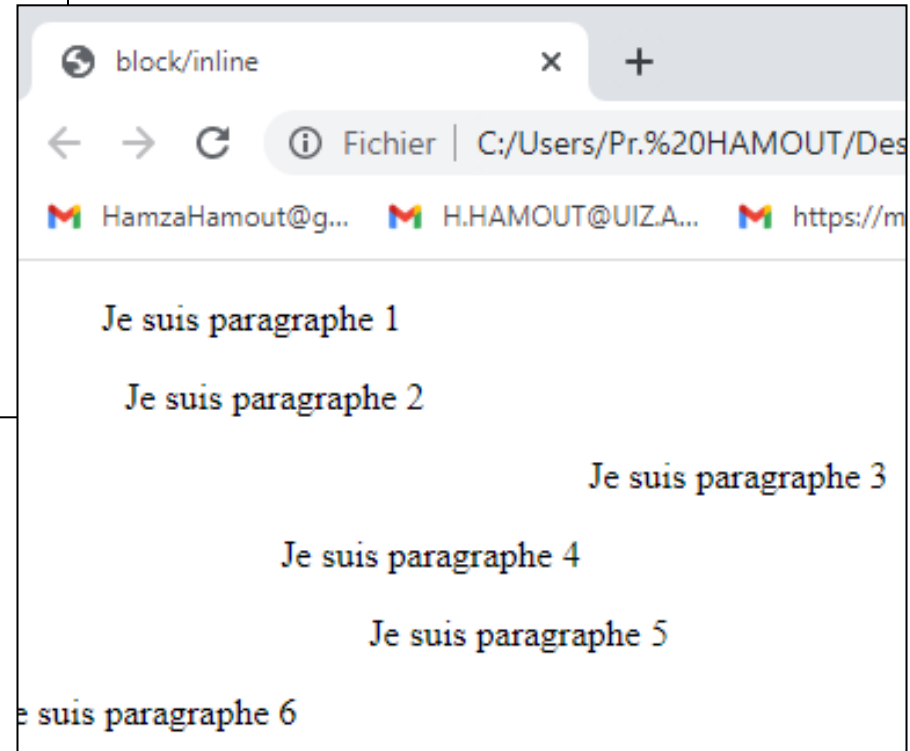 block/inline
Fichier C:/Users/Pr.%20HAMOUT/Des
HamzaHamout@g... H.HAMOUT@UIZ.A... https://m
Je suis paragraphe 1
Je suis paragraphe 2
Je suis paragraphe 3
Je suis paragraphe 4
Je suis paragraphe 5
e suis paragraphe 6